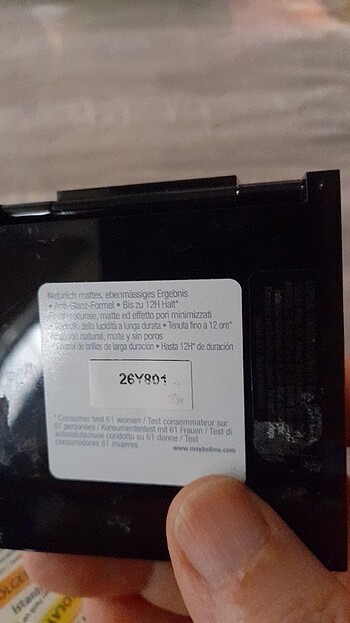 Natürlich mattes, ebenmässiges Ergebnis
• Anti-Glanz-Formel • Bis zu 12H Halt*
naturale, matte ed effetto pori minimizzati
della lucidità a lunga durata • Tenuta fino a 12 ore*
natural, mate y sin poros
de brillos de larga duración • Hasta 12H* de duración
26Y801
* Consumer test 61 women / Test consommateur sur
61 personnes / Konsumententest mit 61 Frauen / Test di
autovalutazione condotto su 61 donne / Test
consumidores 61 mujeres
www.maybelline.com
İstanb